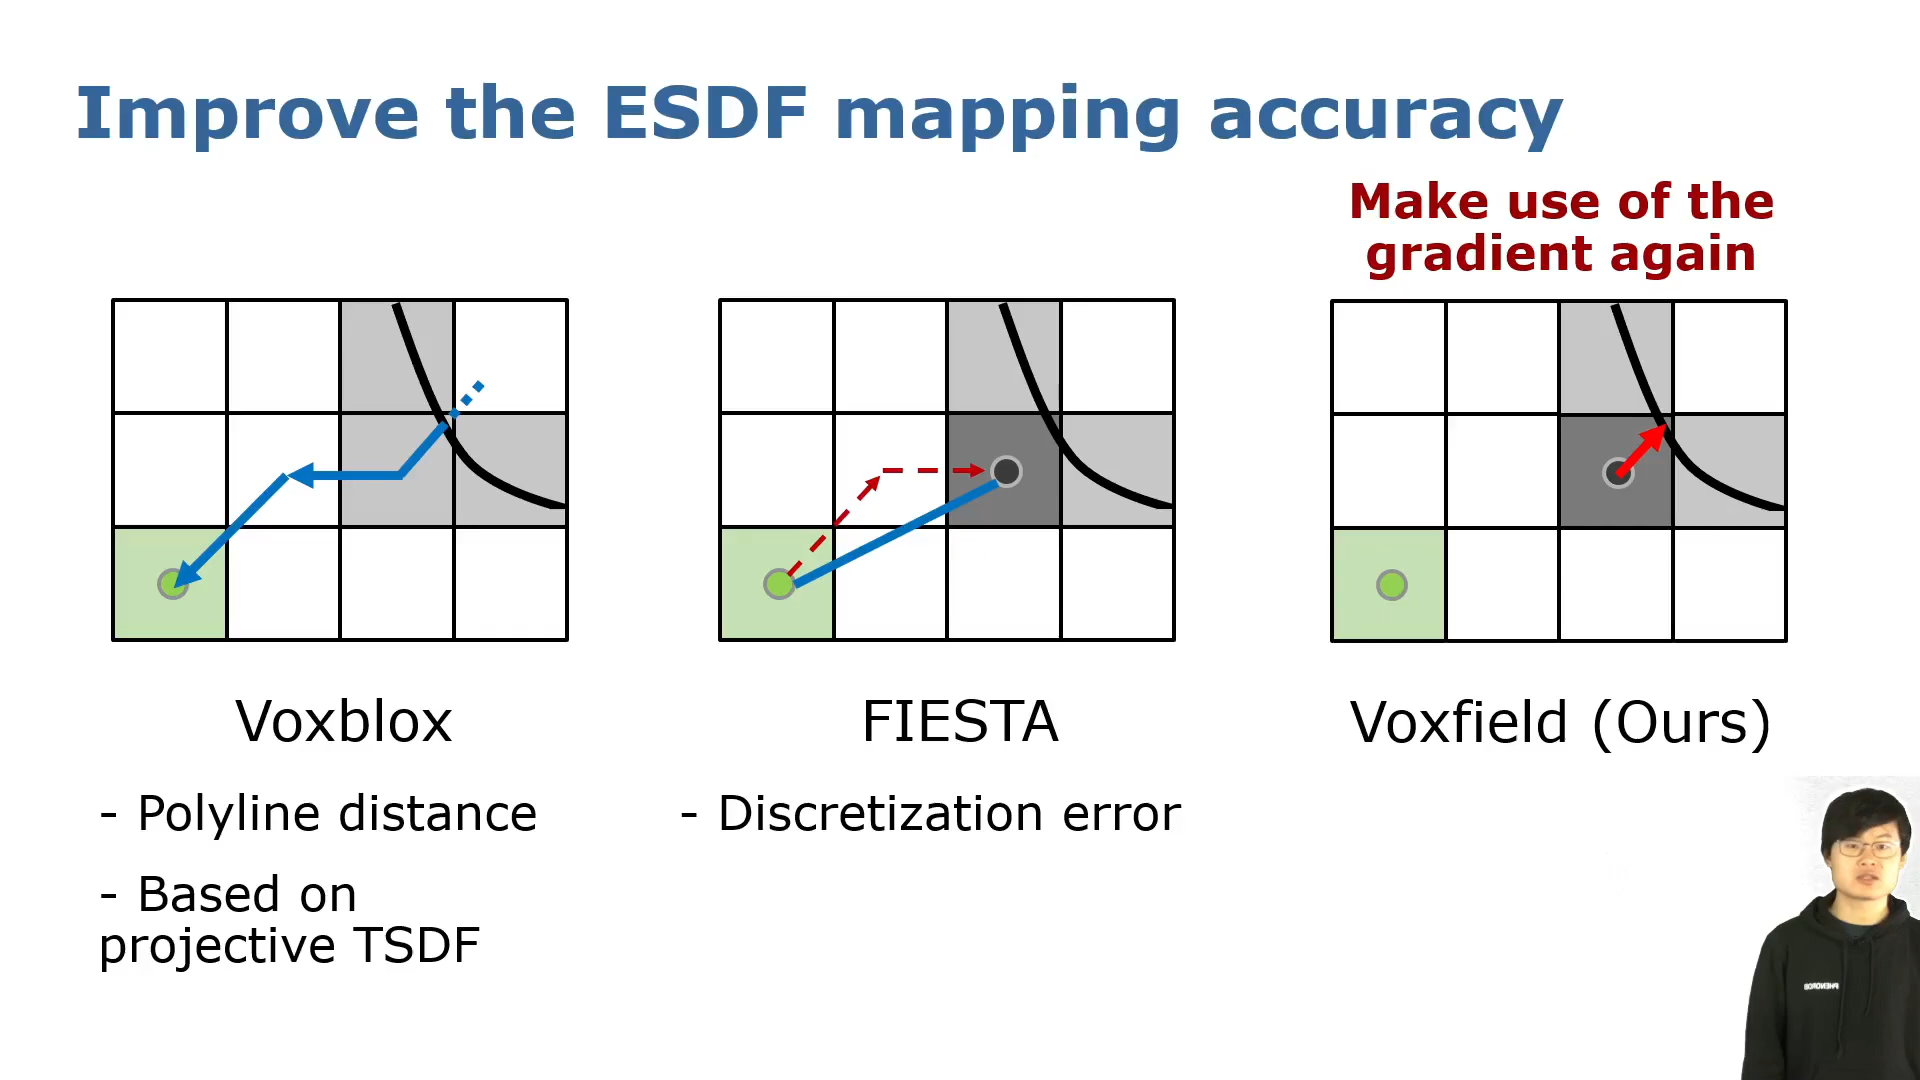 Improve the ESDF mapping accuracy
Make use of the
gradient again
Voxblox
- Polyline distance
- Based on
projective TSDF
FIESTA
- Discretization error
Voxfield (Ours)